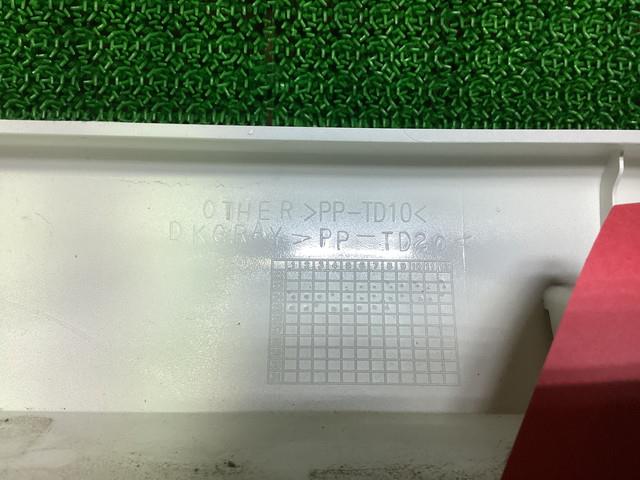 OTHER >PP-TD10<
DKGRAY >PP-TD20<